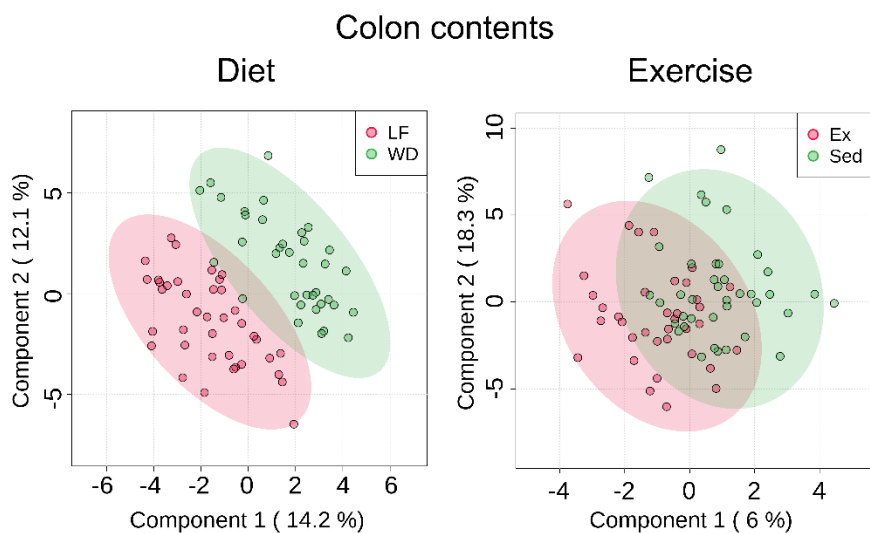 Colon contents
Diet
Exercise
LF
WD
Component 2 ( 12.1 %)
5
0
-5
-6 -4 -2 0 2 4 6
Component 1 ( 14.2 %)
Ex
Sed
Component 2 ( 18.3 %)
10
5
0
-5
-4 -2 0 2 4
Component 1 ( 6 %)